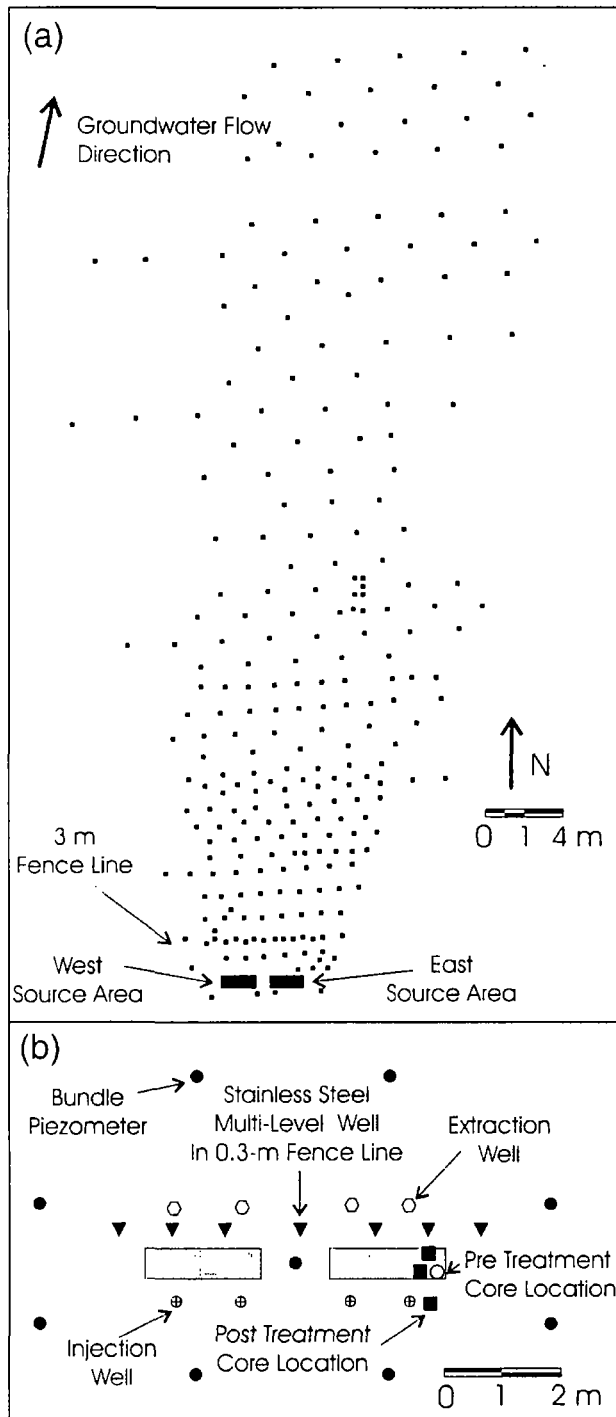 (a)
Groundwater Flow
Direction
N
0 1 4 m
3 m
Fence Line
West
Source Area
East
Source Area
(b)
Bundle
Piezometer
Stainless Steel
Multi-Level Well
In 0.3-m Fence Line
Extraction
Well
Pre Treatment
Core Location
Injection
Well
Post Treatment
Core Location
0 1 2 m